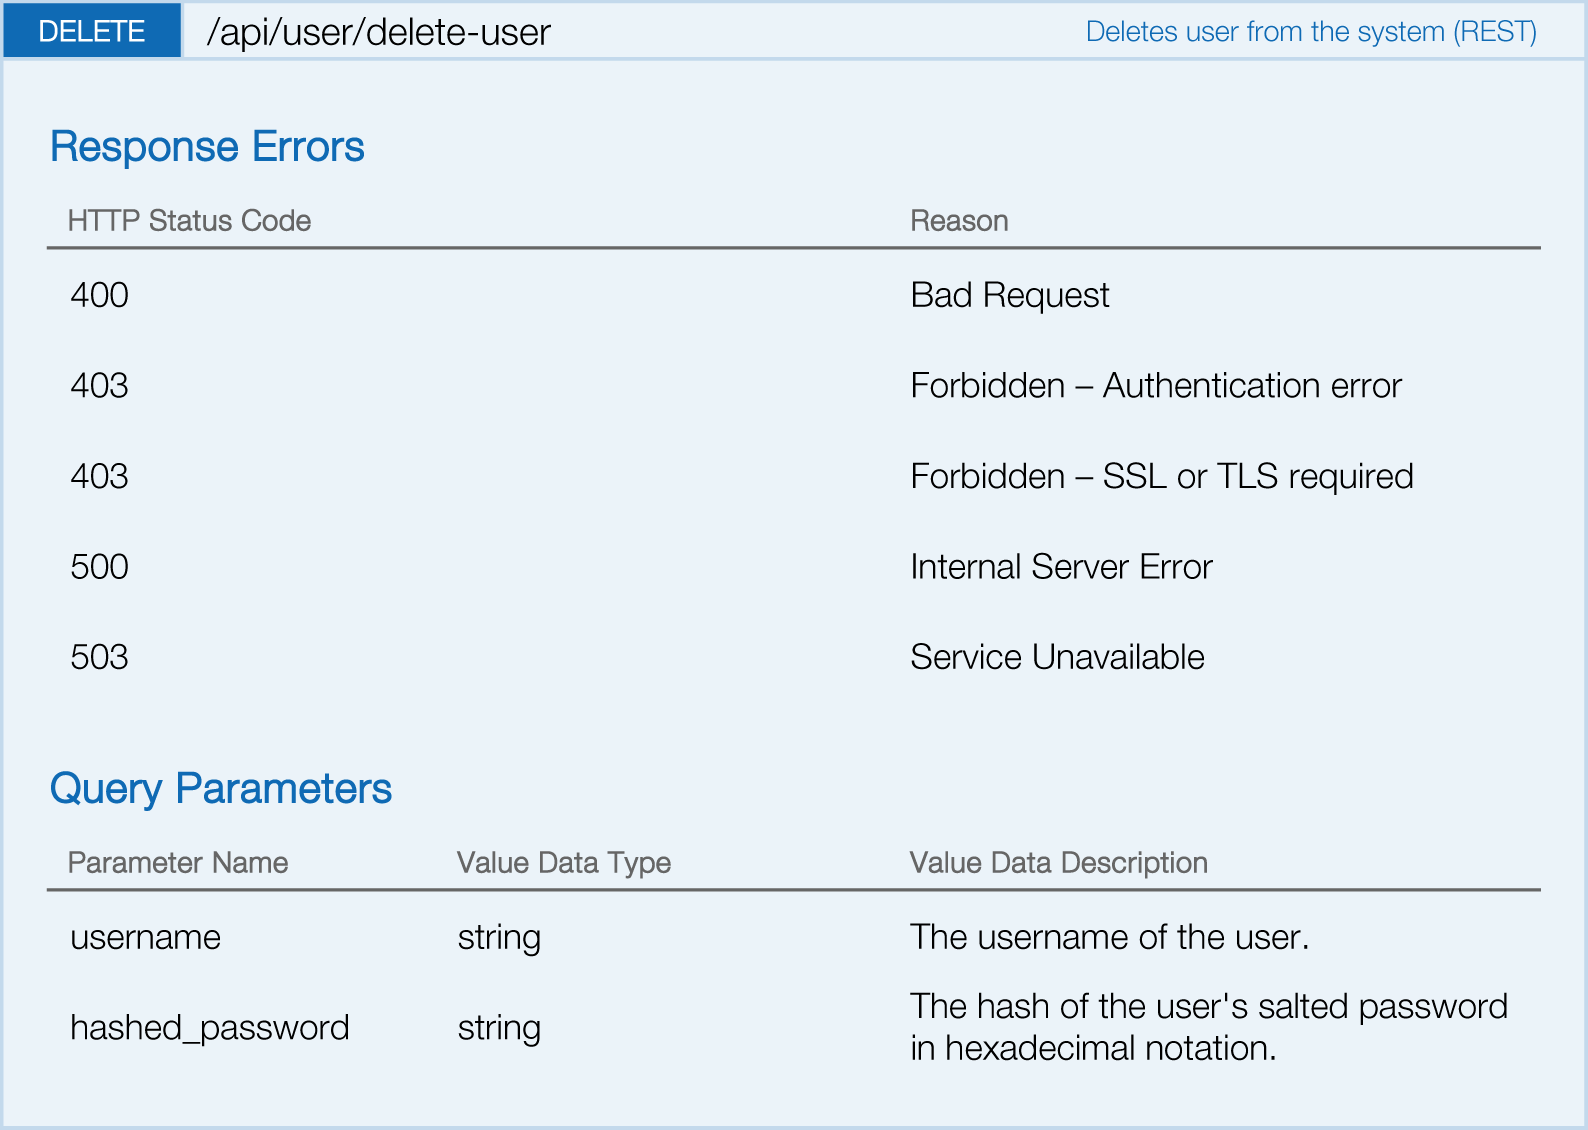 DELETE /api/user/delete-user Deletes user from the system (REST)
Response Errors
HTTP Status Code Reason
400 Bad Request
403 Forbidden – Authentication error
403 Forbidden – SSL or TLS required
500 Internal Server Error
503 Service Unavailable
Query Parameters
Parameter Name Value Data Type Value Data Description
username string The username of the user.
hashed_password string The hash of the user's salted password
in hexadecimal notation.